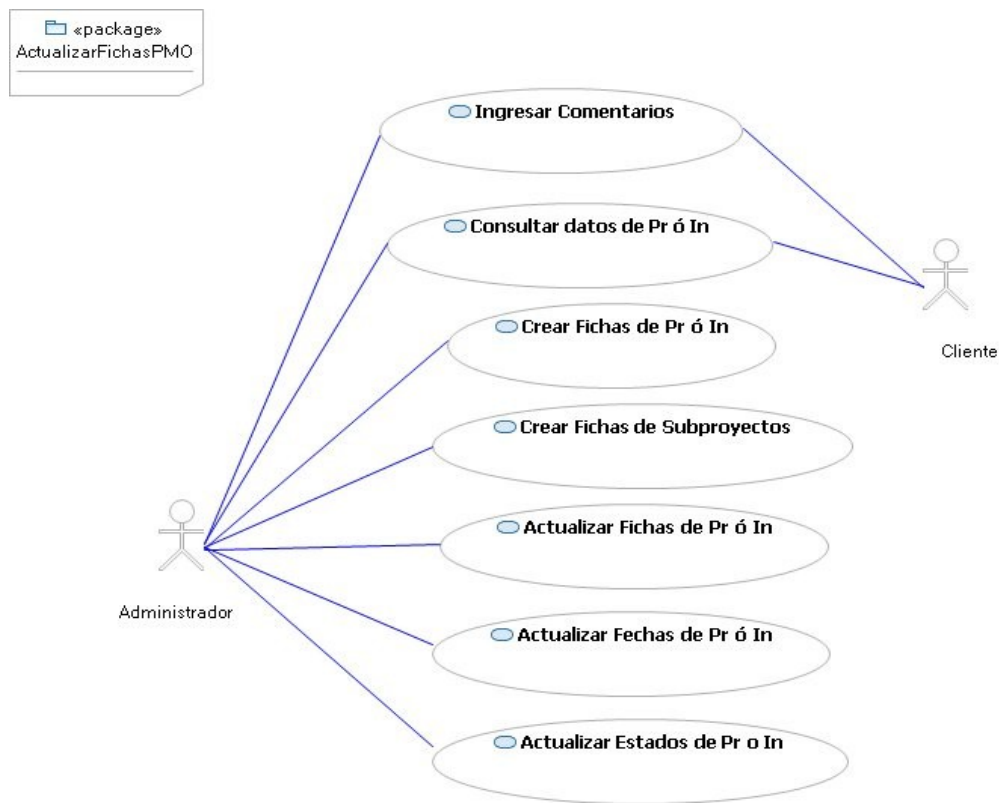 «package»
ActualizarFichasPMO
Ingresar Comentarios
Consultar datos de Pr ó In
Crear Fichas de Pr ó In
Cliente
Crear Fichas de Subproyectos
Actualizar Fichas de Pr ó In
Administrador
Actualizar Fechas de Pr ó In
Actualizar Estados de Pr o In